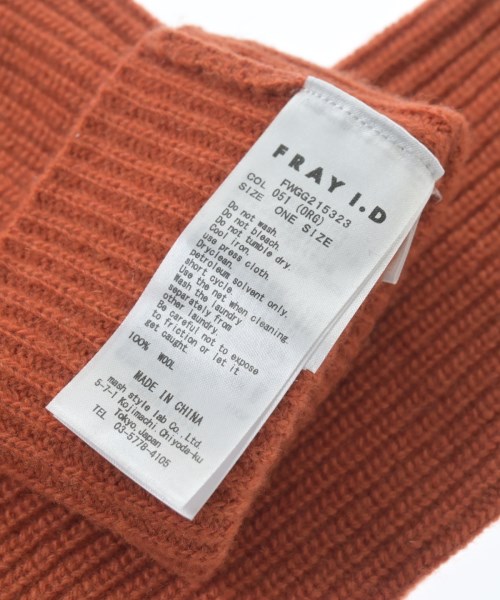 FRAY I.D
FWGG215323
COL 051 (ORG)
SIZE ONE SIZE
Do not wash.
Do not bleach.
Do not tumble dry.
Cool iron.
use press cloth.
Dryclean.
petroleum solvent only.
short cycle.
Use the net when cleaning.
Wash the laundry
separately from
other laundry.
Be careful not to expose
to friction or let it
get caught.
100% WOOL
MADE IN CHINA
mash style lab Co., Ltd.
5-7-1 Kojimachi, Chiyoda-ku
Tokyo, Japan
TEL 03-5778-4105